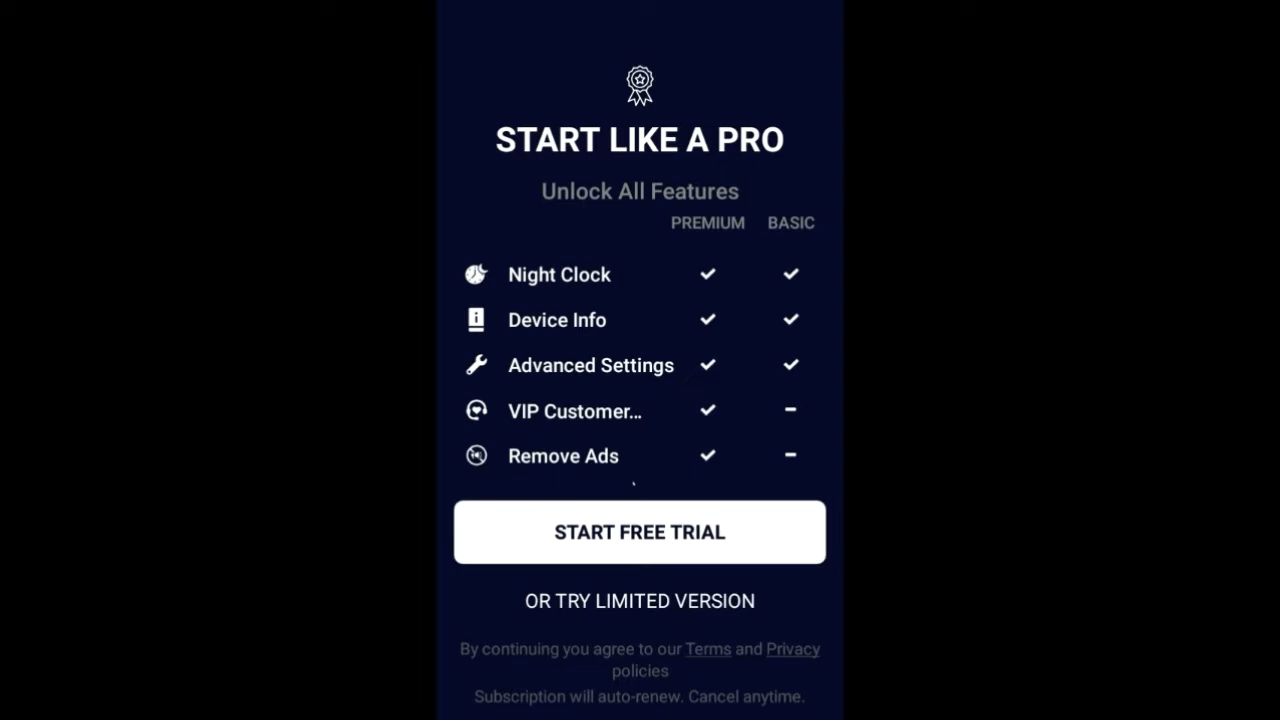 START LIKE A PRO
Unlock All Features
PREMIUM BASIC
Night Clock
Device Info
Advanced Settings
VIP Customer...
Remove Ads
START FREE TRIAL
OR TRY LIMITED VERSION
By continuing you agree to our Terms and Privacy
policies
Subscription will auto-renew. Cancel anytime.